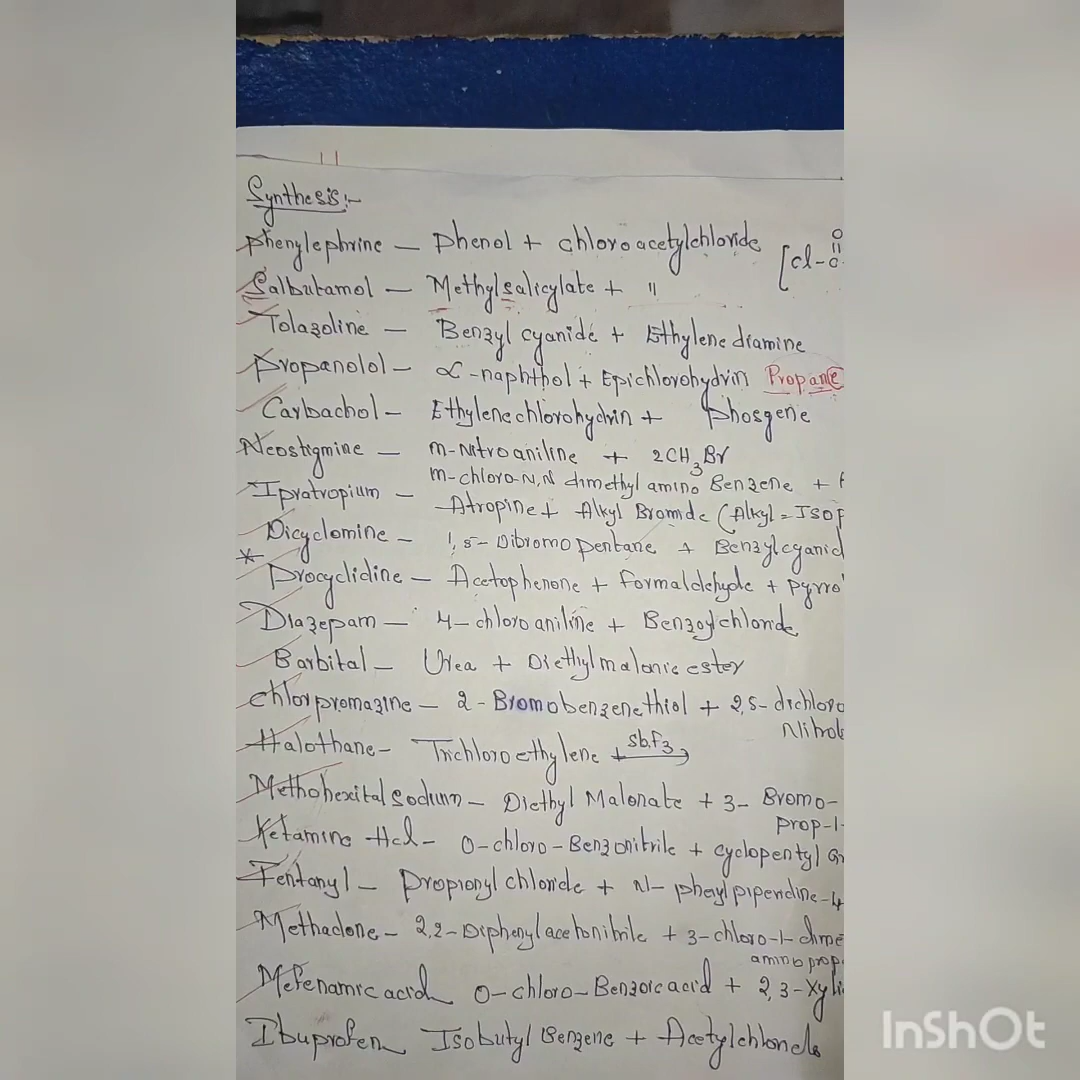 Synthesis:-
Phenylephrine - Phenol + chloroacetylchloride [cl-c=O
Salbutamol - Methylsalicylate + "
Tolazoline - Benzyl cyanide + Ethylene diamine
Propanolol - α-naphthol + Epichlorohydrin Propane
Carbachol - Ethylenechlorohydrin + Phosgene
Neostigmine - m-Nitroaniline + 2CH3Br
m-chloro-N,N dimethyl amino Benzene +
Ipratropium - Atropine + Alkyl Bromide (Alkyl = Isop
Dicyclomine - 1,5-Dibromo pentane + Benzylcyanid
* Procyclidine - Acetophenone + formaldehyde + pyrro
Diazepam - 4-chloroaniline + Benzoylchloride
Barbital - Urea + Diethylmalonic ester
Chlorpromazine - 2-Bromobenzenethiol + 2,5-dichloro
Nitrob
Halothane - Trichloroethylene + SbF3 →
Methohexital sodium - Diethyl Malonate + 3-Bromo-
prop-1-
Ketamine Hcl - O-chloro-Benzonitrile + cyclopentyl
Fentanyl - Propionyl chloride + N-phenylpiperidine-4
Methadone - 2,2-Diphenylacetonitrile + 3-chloro-1-dime
aminoprop.
Mefenamic acid O-chloro-Benzoic acid + 2,3-Xyli
Ibuprofen Isobutyl Benzene + Acetylchloride
InShOt